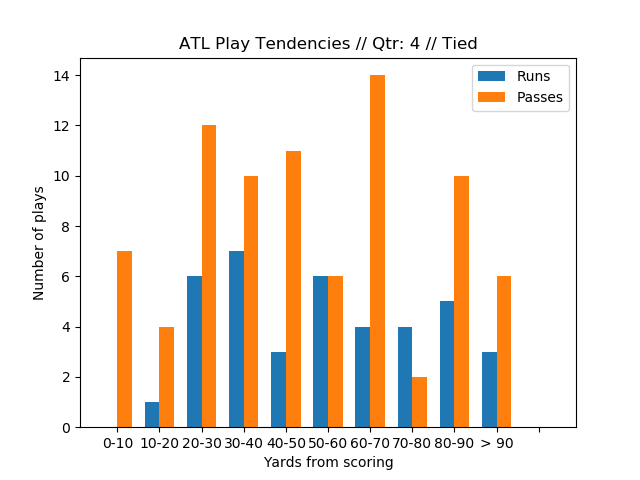 ATL Play Tendencies // Qtr: 4 // Tied
Runs
Passes
Number of plays
14
12
10
8
6
4
2
0
0-10 10-20 20-30 30-40 40-50 50-60 60-70 70-80 80-90 > 90
Yards from scoring